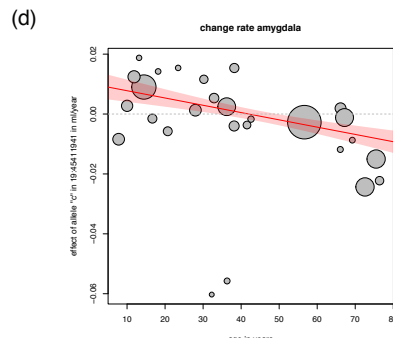 (d)
change rate amygdala
effect of allele "c" in 19:45411941 in ml/year
0.02
0.00
−0.02
−0.04
−0.06
10 20 30 40 50 60 70 80